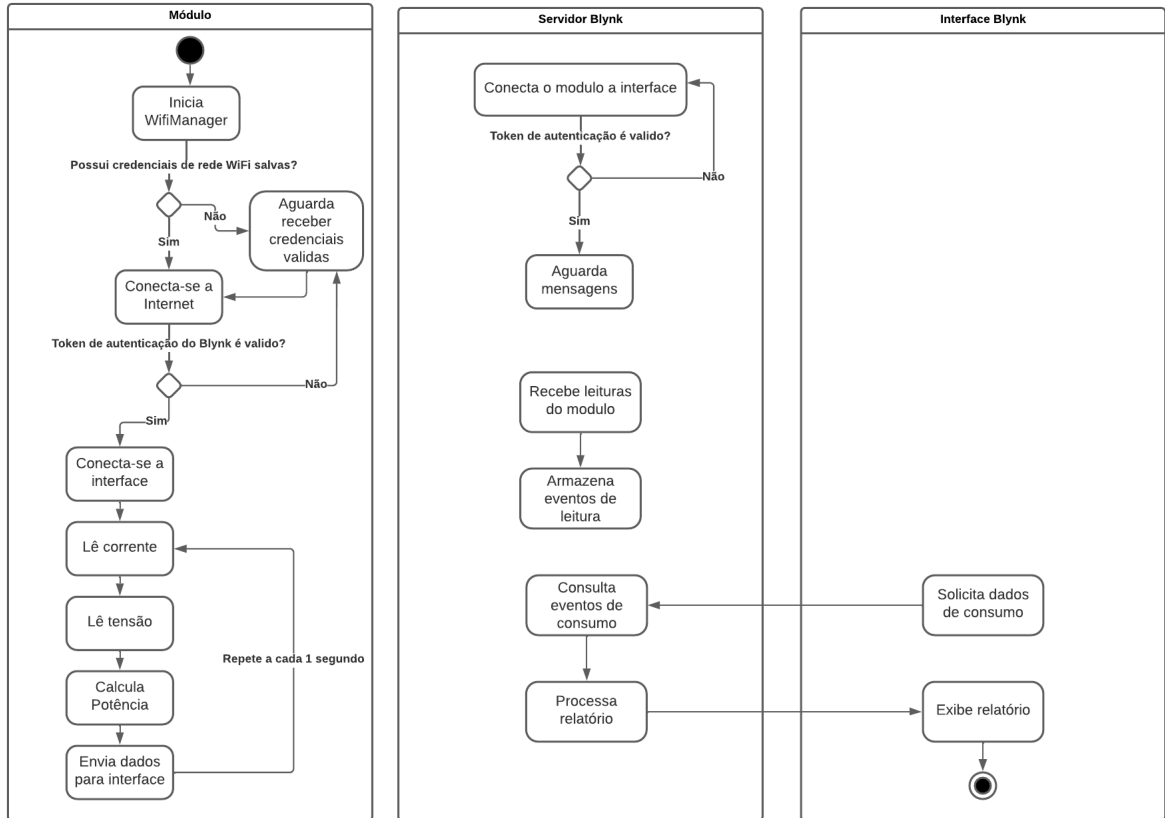 Módulo
Inicia
WifiManager
Possui credenciais de rede WiFi salvas?
Não
Sim
Aguarda
receber
credenciais
validas
Conecta-se a
Internet
Token de autenticação do Blynk é valido?
Não
Sim
Conecta-se a
interface
Lê corrente
Lê tensão
Repete a cada 1 segundo
Calcula
Potência
Envia dados
para interface
Servidor Blynk
Conecta o modulo a interface
Token de autenticação é valido?
Não
Sim
Aguarda
mensagens
Recebe leituras
do modulo
Armazena
eventos de
leitura
Consulta
eventos de
consumo
Processa
relatório
Interface Blynk
Solicita dados
de consumo
Exibe relatório